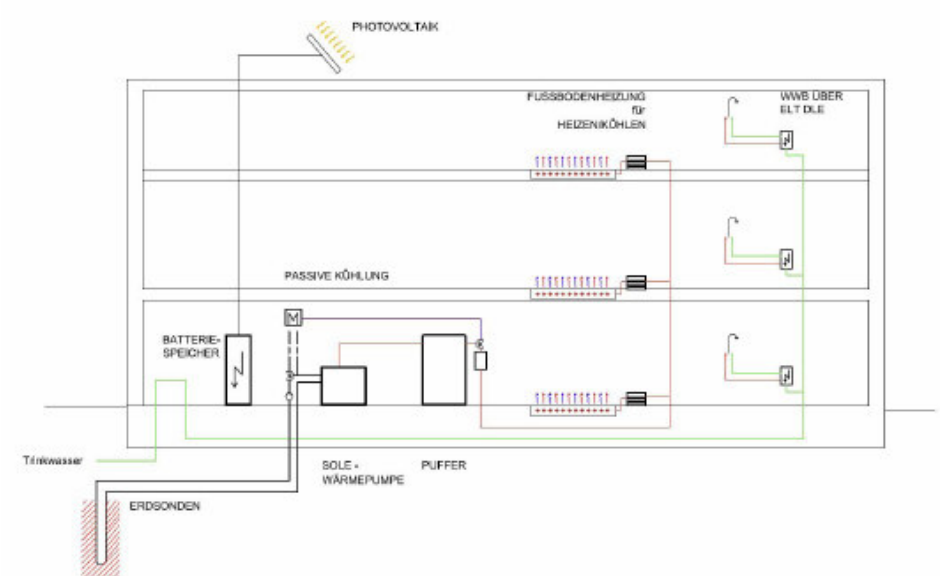 PHOTOVOLTAIK
FUSSBODENHEIZUNG
für
HEIZEN/KÜHLEN
WWB ÜBER
ELT DLE
PASSIVE KÜHLUNG
M
BATTERIE-
SPEICHER
Trinkwasser
SOLE -
WÄRMEPUMPE
PUFFER
ERDSONDEN